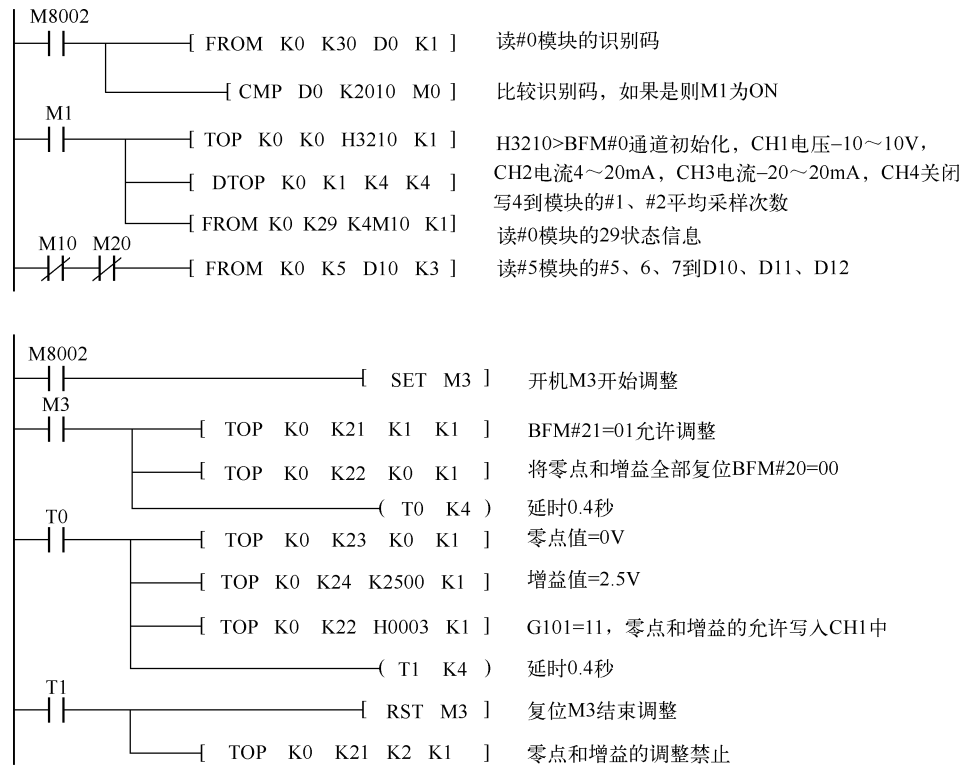 M8002
[ FROM K0 K30 D0 K1 ] 读#0模块的识别码
[ CMP D0 K2010 M0 ] 比较识别码，如果是则M1为ON
M1
[ TOP K0 K0 H3210 K1 ] H3210>BFM#0通道初始化，CH1电压–10～10V，
CH2电流4～20mA，CH3电流–20～20mA，CH4关闭
[ DTOP K0 K1 K4 K4 ] 写4到模块的#1、#2平均采样次数
[ FROM K0 K29 K4M10 K1] 读#0模块的29状态信息
M10 M20
[ FROM K0 K5 D10 K3 ] 读#5模块的#5、6、7到D10、D11、D12
M8002
[ SET M3 ] 开机M3开始调整
M3
[ TOP K0 K21 K1 K1 ] BFM#21=01允许调整
[ TOP K0 K22 K0 K1 ] 将零点和增益全部复位BFM#20=00
( T0 K4 ) 延时0.4秒
T0
[ TOP K0 K23 K0 K1 ] 零点值=0V
[ TOP K0 K24 K2500 K1 ] 增益值=2.5V
[ TOP K0 K22 H0003 K1 ] G101=11，零点和增益的允许写入CH1中
( T1 K4 ) 延时0.4秒
T1
[ RST M3 ] 复位M3结束调整
[ TOP K0 K21 K2 K1 ] 零点和增益的调整禁止